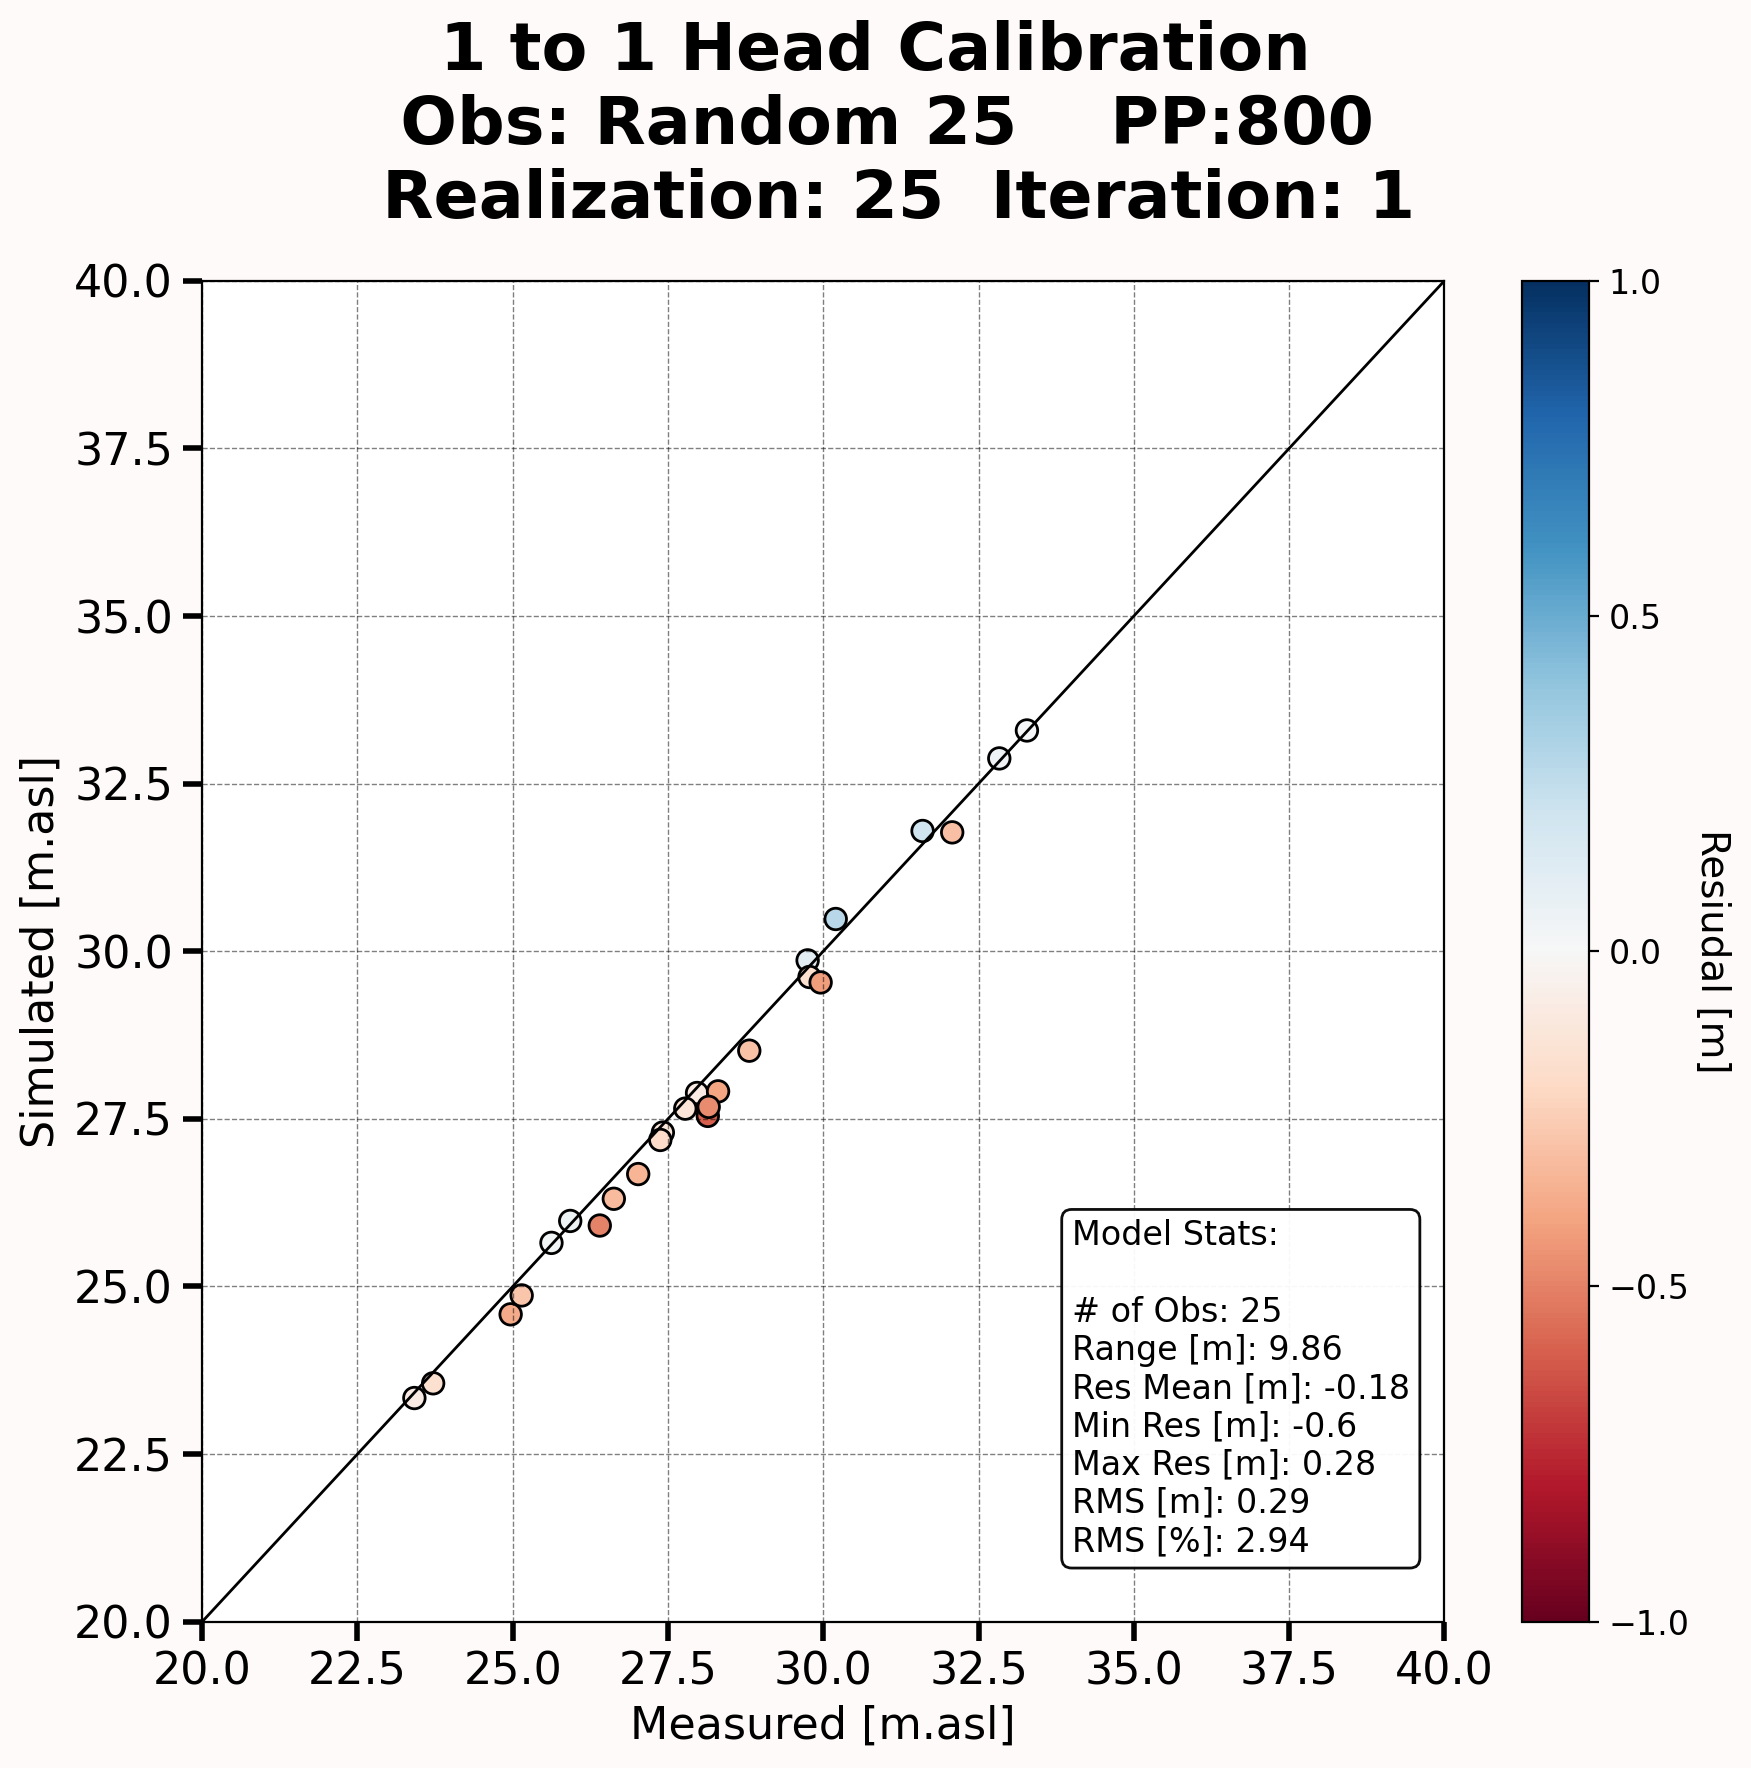 1 to 1 Head Calibration
Obs: Random 25    PP:800
Realization: 25  Iteration: 1
40.0
37.5
35.0
32.5
30.0
27.5
25.0
22.5
20.0
Simulated [m.asl]
20.0 22.5 25.0 27.5 30.0 32.5 35.0 37.5 40.0
Measured [m.asl]
Model Stats:
# of Obs: 25
Range [m]: 9.86
Res Mean [m]: -0.18
Min Res [m]: -0.6
Max Res [m]: 0.28
RMS [m]: 0.29
RMS [%]: 2.94
1.0
0.5
0.0
−0.5
−1.0
Resiudal [m]